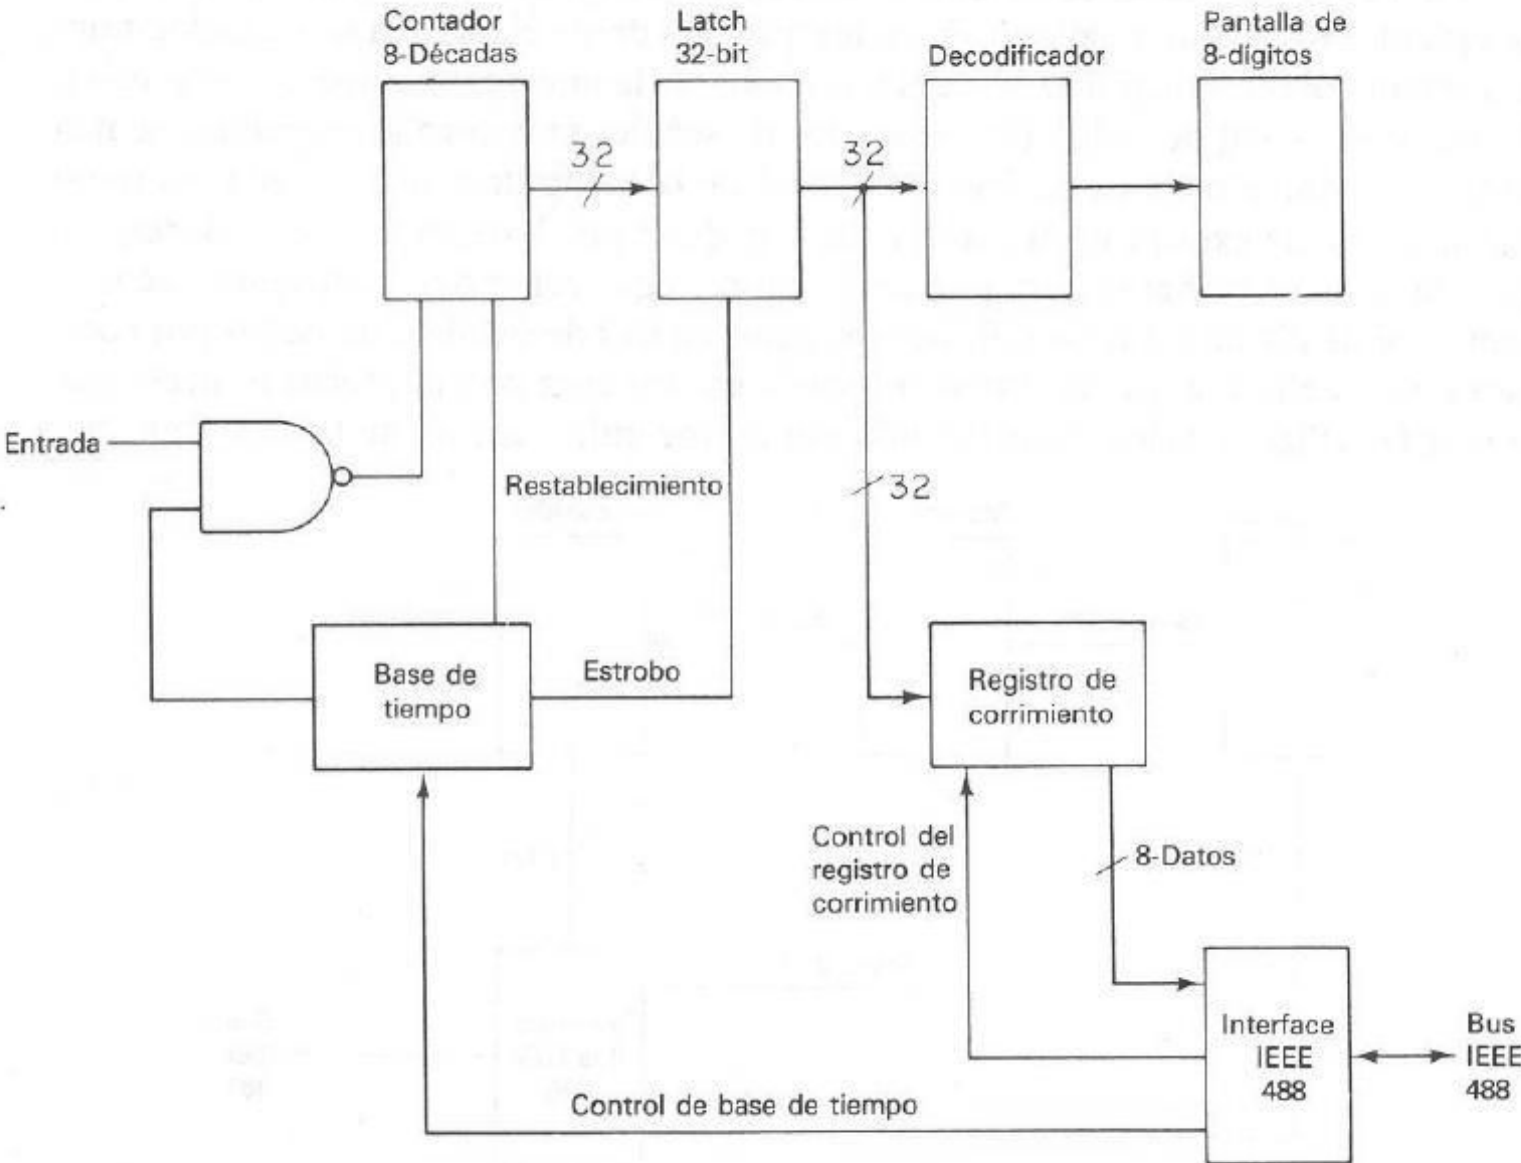 Contador
8-Décadas
Latch
32-bit
Decodificador
Pantalla de
8-dígitos
32
32
Entrada
Restablecimiento
32
Base de
tiempo
Estrobo
Registro de
corrimiento
Control del
registro de
corrimiento
8-Datos
Interface
IEEE
488
Bus
IEEE
488
Control de base de tiempo